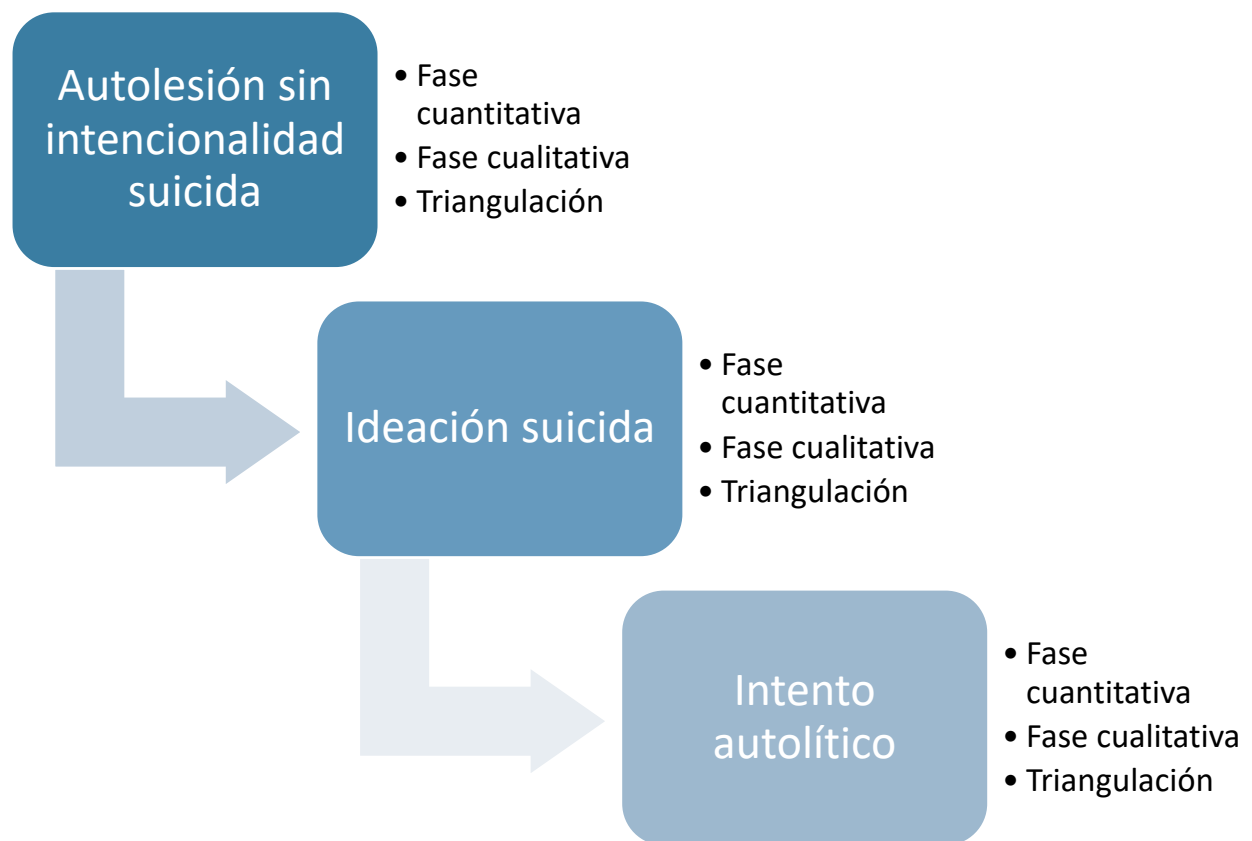 Autolesión sin
intencionalidad
suicida
• Fase
cuantitativa
• Fase cualitativa
• Triangulación
Ideación suicida
• Fase
cuantitativa
• Fase cualitativa
• Triangulación
Intento
autolítico
• Fase
cuantitativa
• Fase cualitativa
• Triangulación